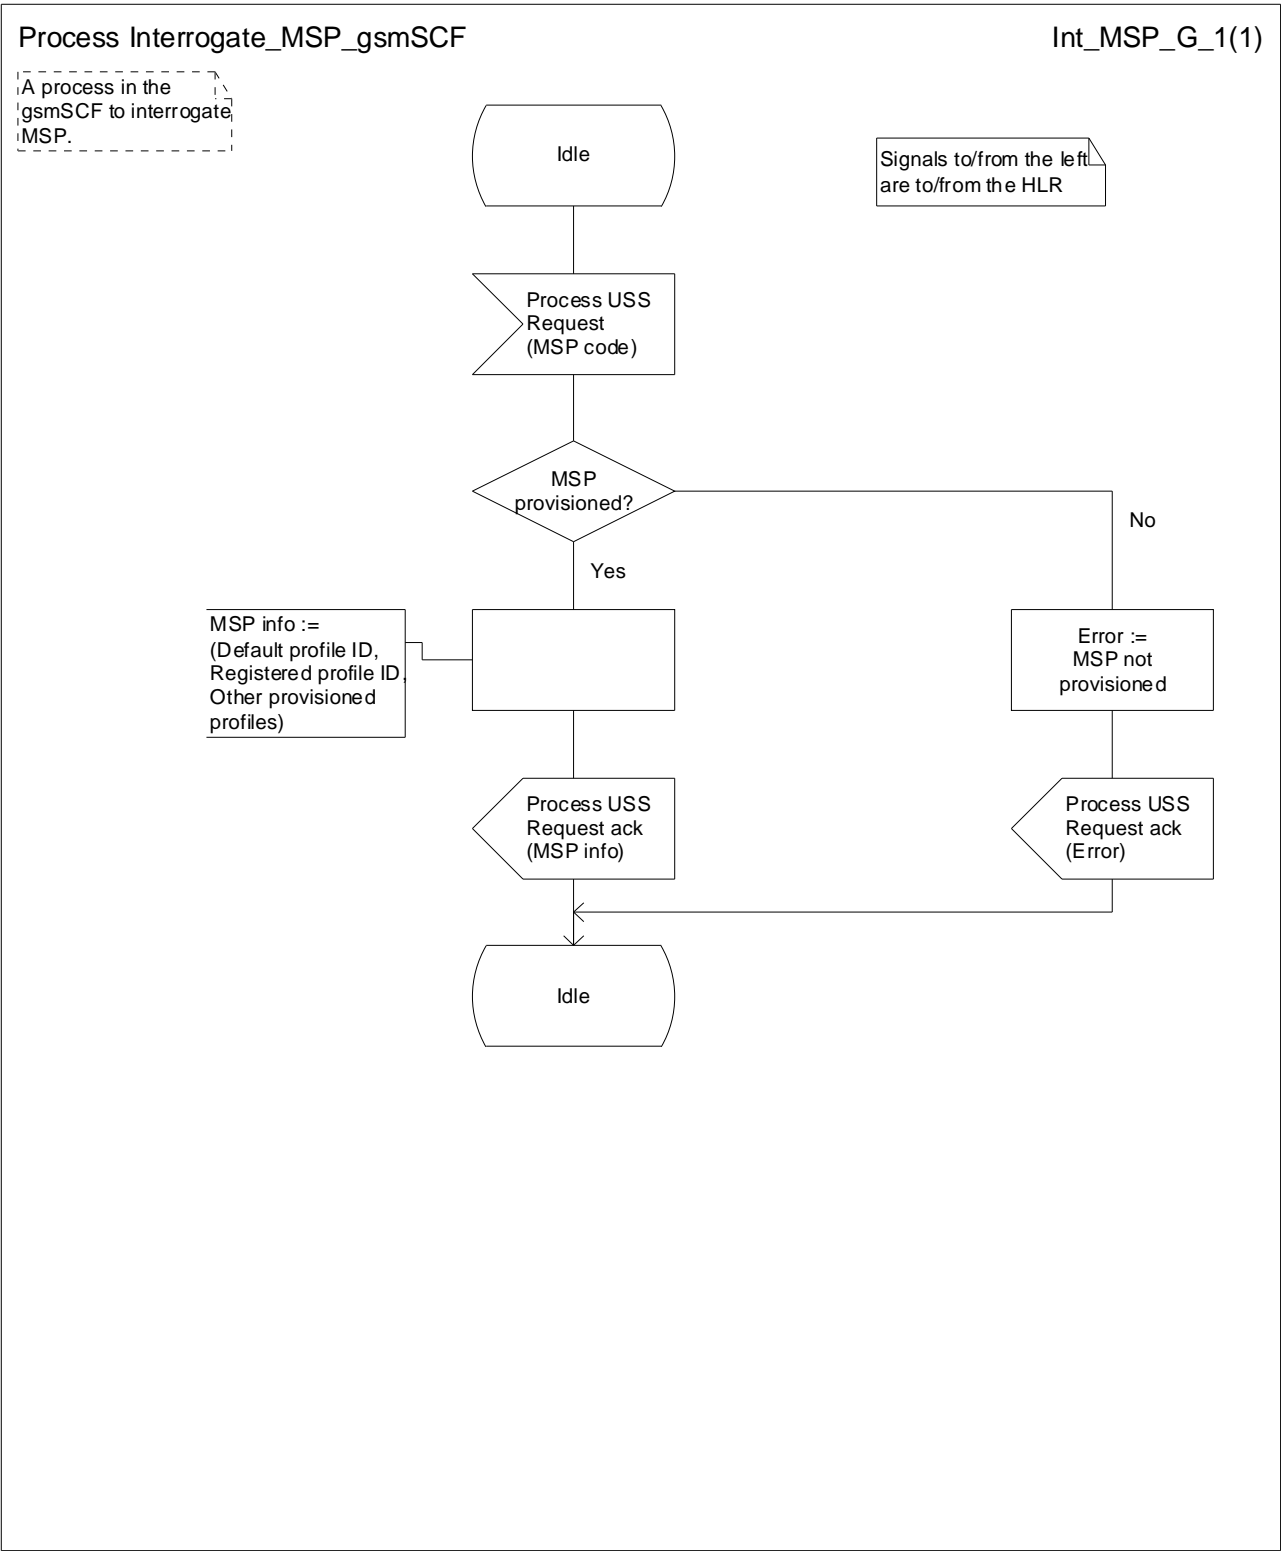 Process Interrogate_MSP_gsmSCF
Int_MSP_G_1(1)
A process in the
gsmSCF to interrogate
MSP.
Idle
Signals to/from the left
are to/from the HLR
Process USS
Request
(MSP code)
MSP
provisioned?
No
Yes
MSP info :=
(Default profile ID,
Registered profile ID,
Other provisioned
profiles)
Error :=
MSP not
provisioned
Process USS
Request ack
(MSP info)
Process USS
Request ack
(Error)
Idle